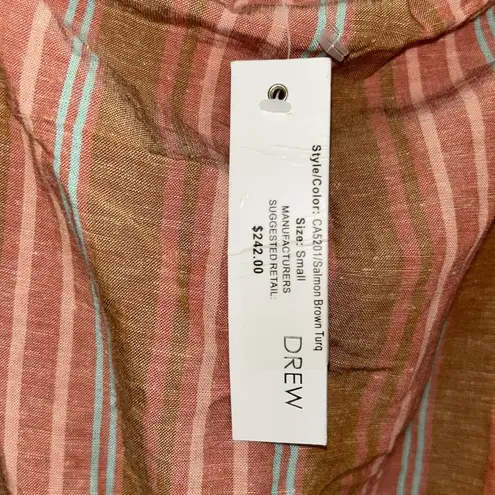 Style/Color: CA5201/Salmon Brown Turq
Size: Small
MANUFACTURERS
SUGGESTED RETAIL:
$242.00
DREW